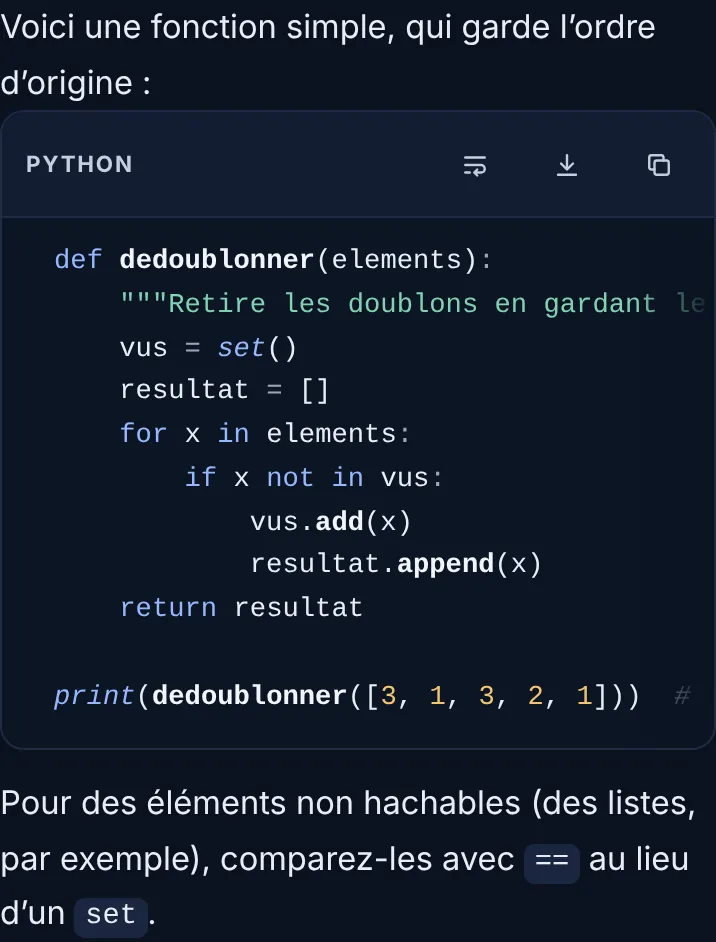 Voici une fonction simple, qui garde l’ordre
d’origine :
PYTHON
def dedoublonner(elements):
    """Retire les doublons en gardant le
    vus = set()
    resultat = []
    for x in elements:
        if x not in vus:
            vus.add(x)
            resultat.append(x)
    return resultat
print(dedoublonner([3, 1, 3, 2, 1]))  #
Pour des éléments non hachables (des listes,
par exemple), comparez-les avec == au lieu
d’un set.